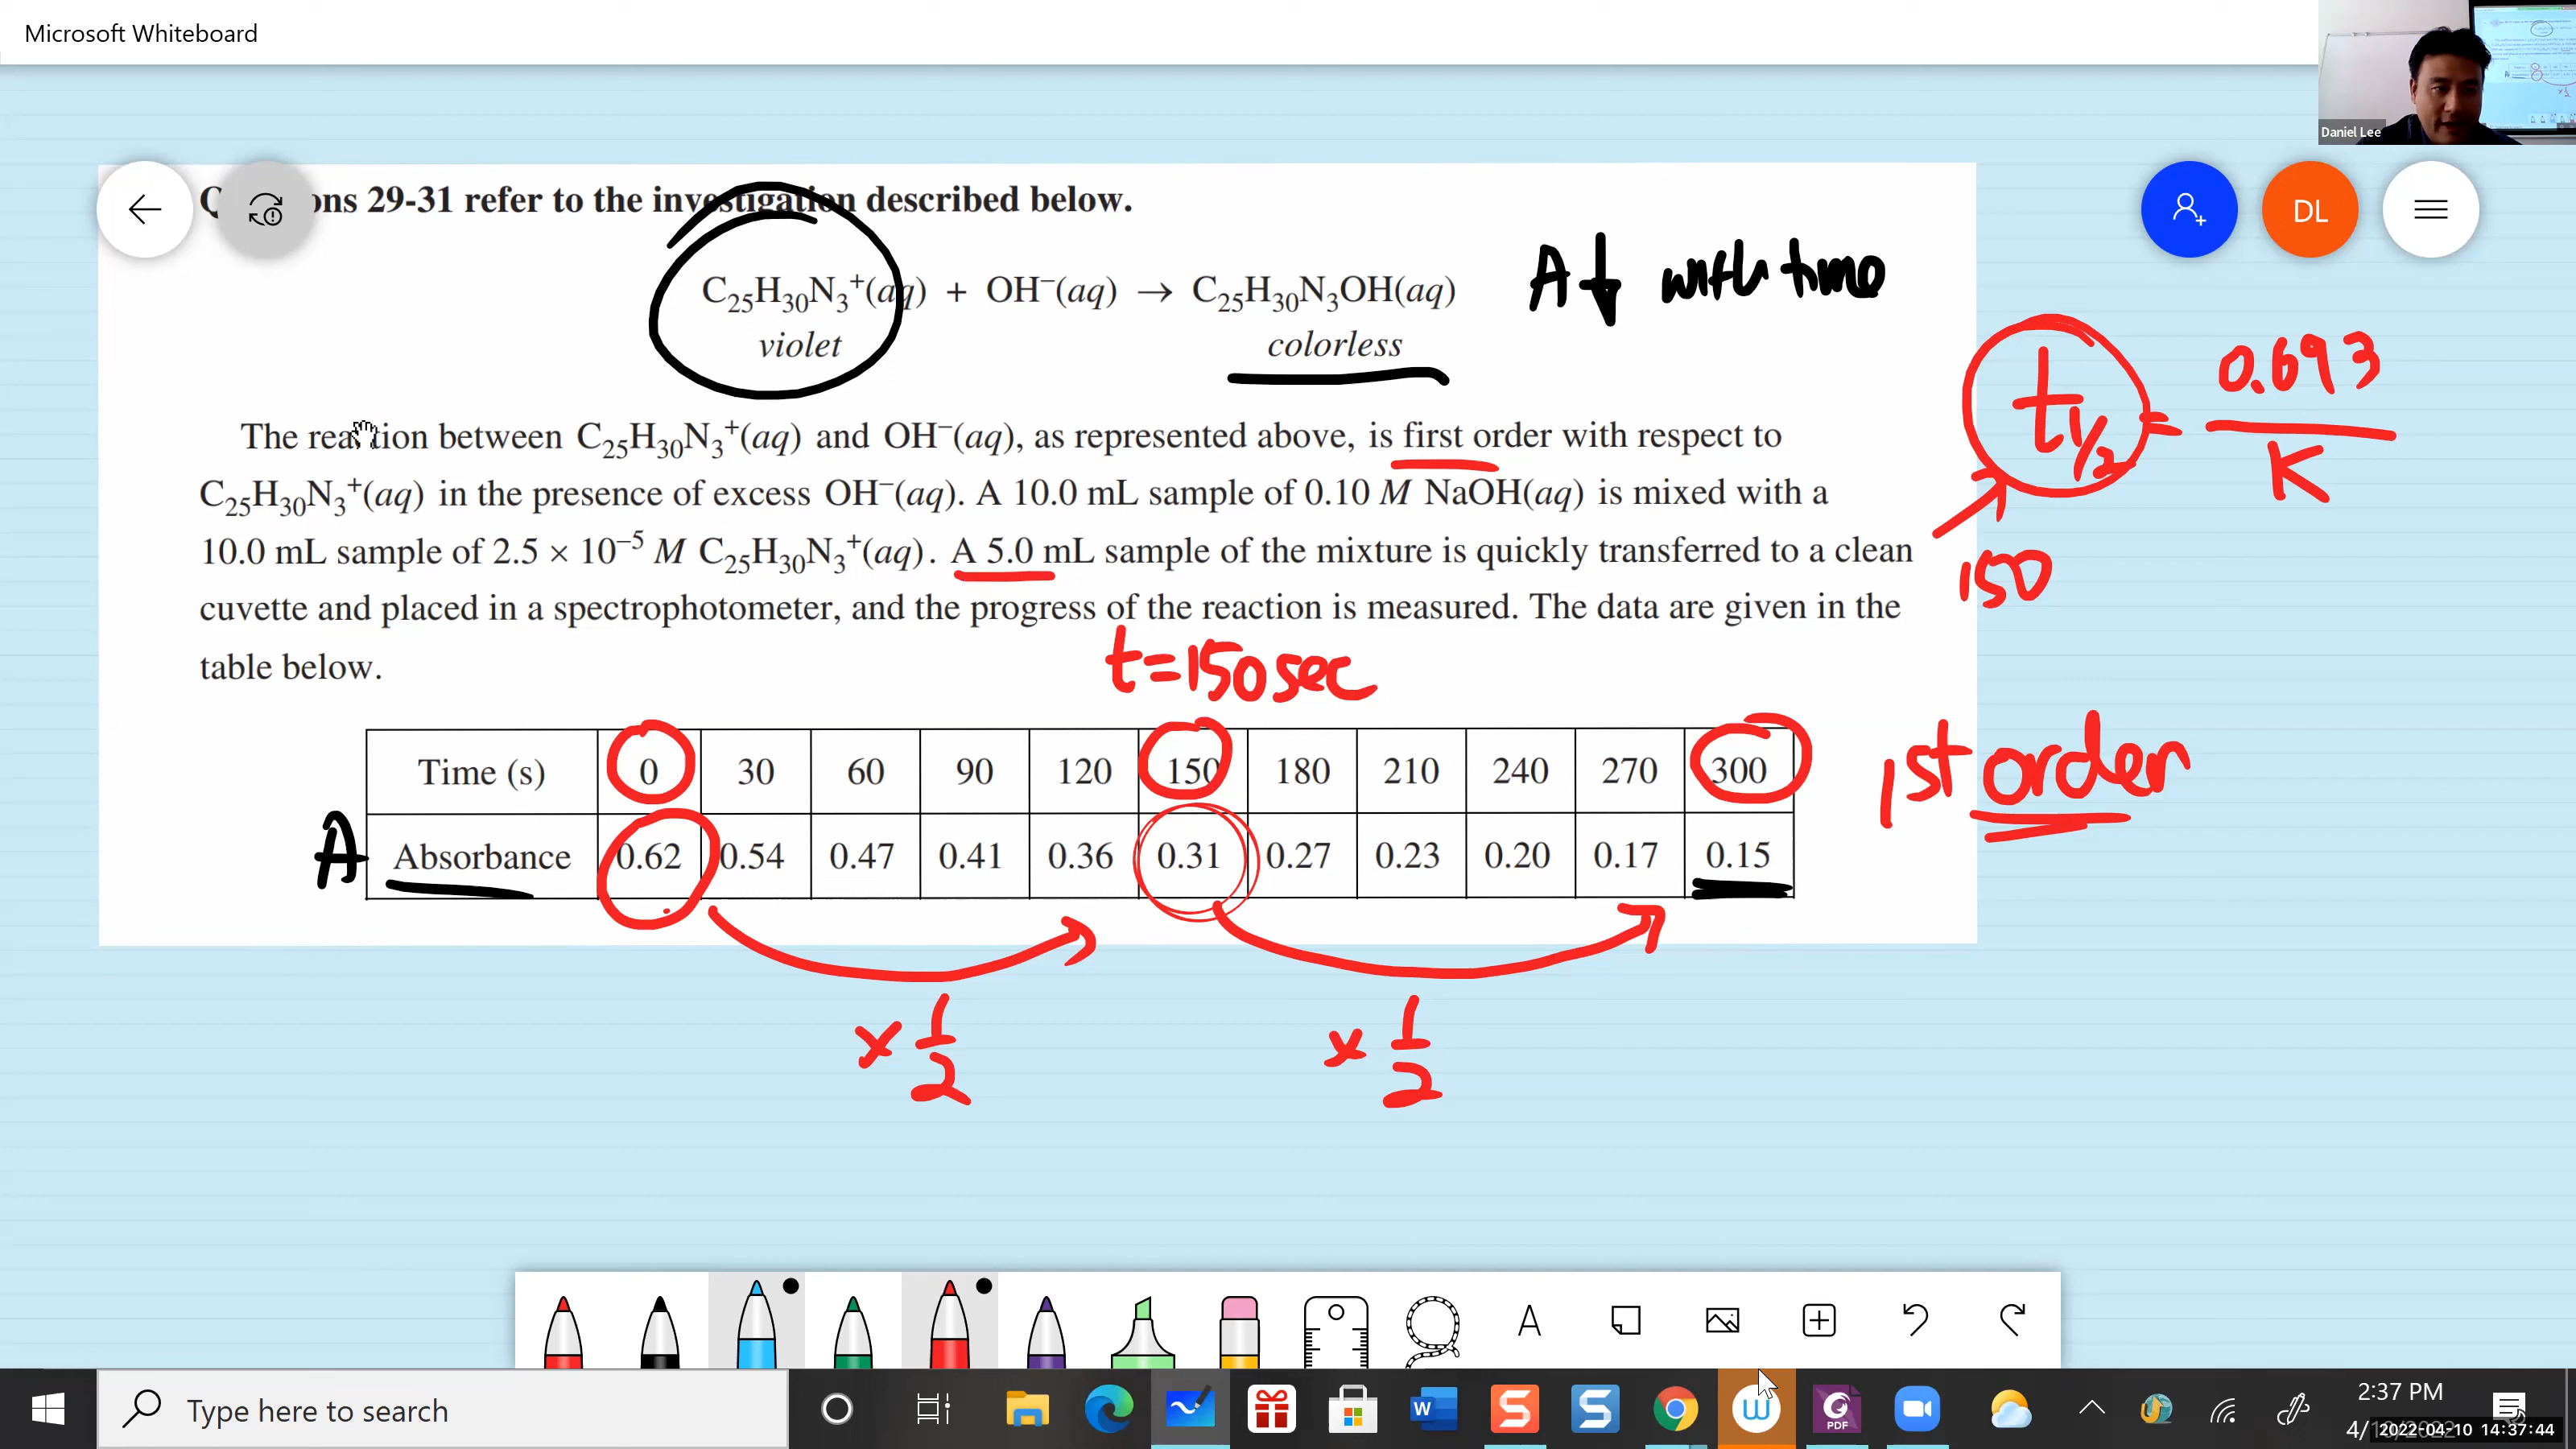 Microsoft Whiteboard
Daniel Lee
DL
ons 29-31 refer to the investigation described below.
C₂₅H₃₀N₃⁺(aq) + OH⁻(aq) → C₂₅H₃₀N₃OH(aq)
violet colorless
A↓ with time
t1/2 = 0.693
K
150
The reaction between C₂₅H₃₀N₃⁺(aq) and OH⁻(aq), as represented above, is first order with respect to
C₂₅H₃₀N₃⁺(aq) in the presence of excess OH⁻(aq). A 10.0 mL sample of 0.10 M NaOH(aq) is mixed with a
10.0 mL sample of 2.5 × 10⁻⁵ M C₂₅H₃₀N₃⁺(aq). A 5.0 mL sample of the mixture is quickly transferred to a clean
cuvette and placed in a spectrophotometer, and the progress of the reaction is measured. The data are given in the
table below.
t=150sec
Time (s) 0 30 60 90 120 150 180 210 240 270 300
A Absorbance 0.62 0.54 0.47 0.41 0.36 0.31 0.27 0.23 0.20 0.17 0.15
1st order
× 1/2 × 1/2
Type here to search
2:37 PM
2022-04-10 14:37:44
PDF